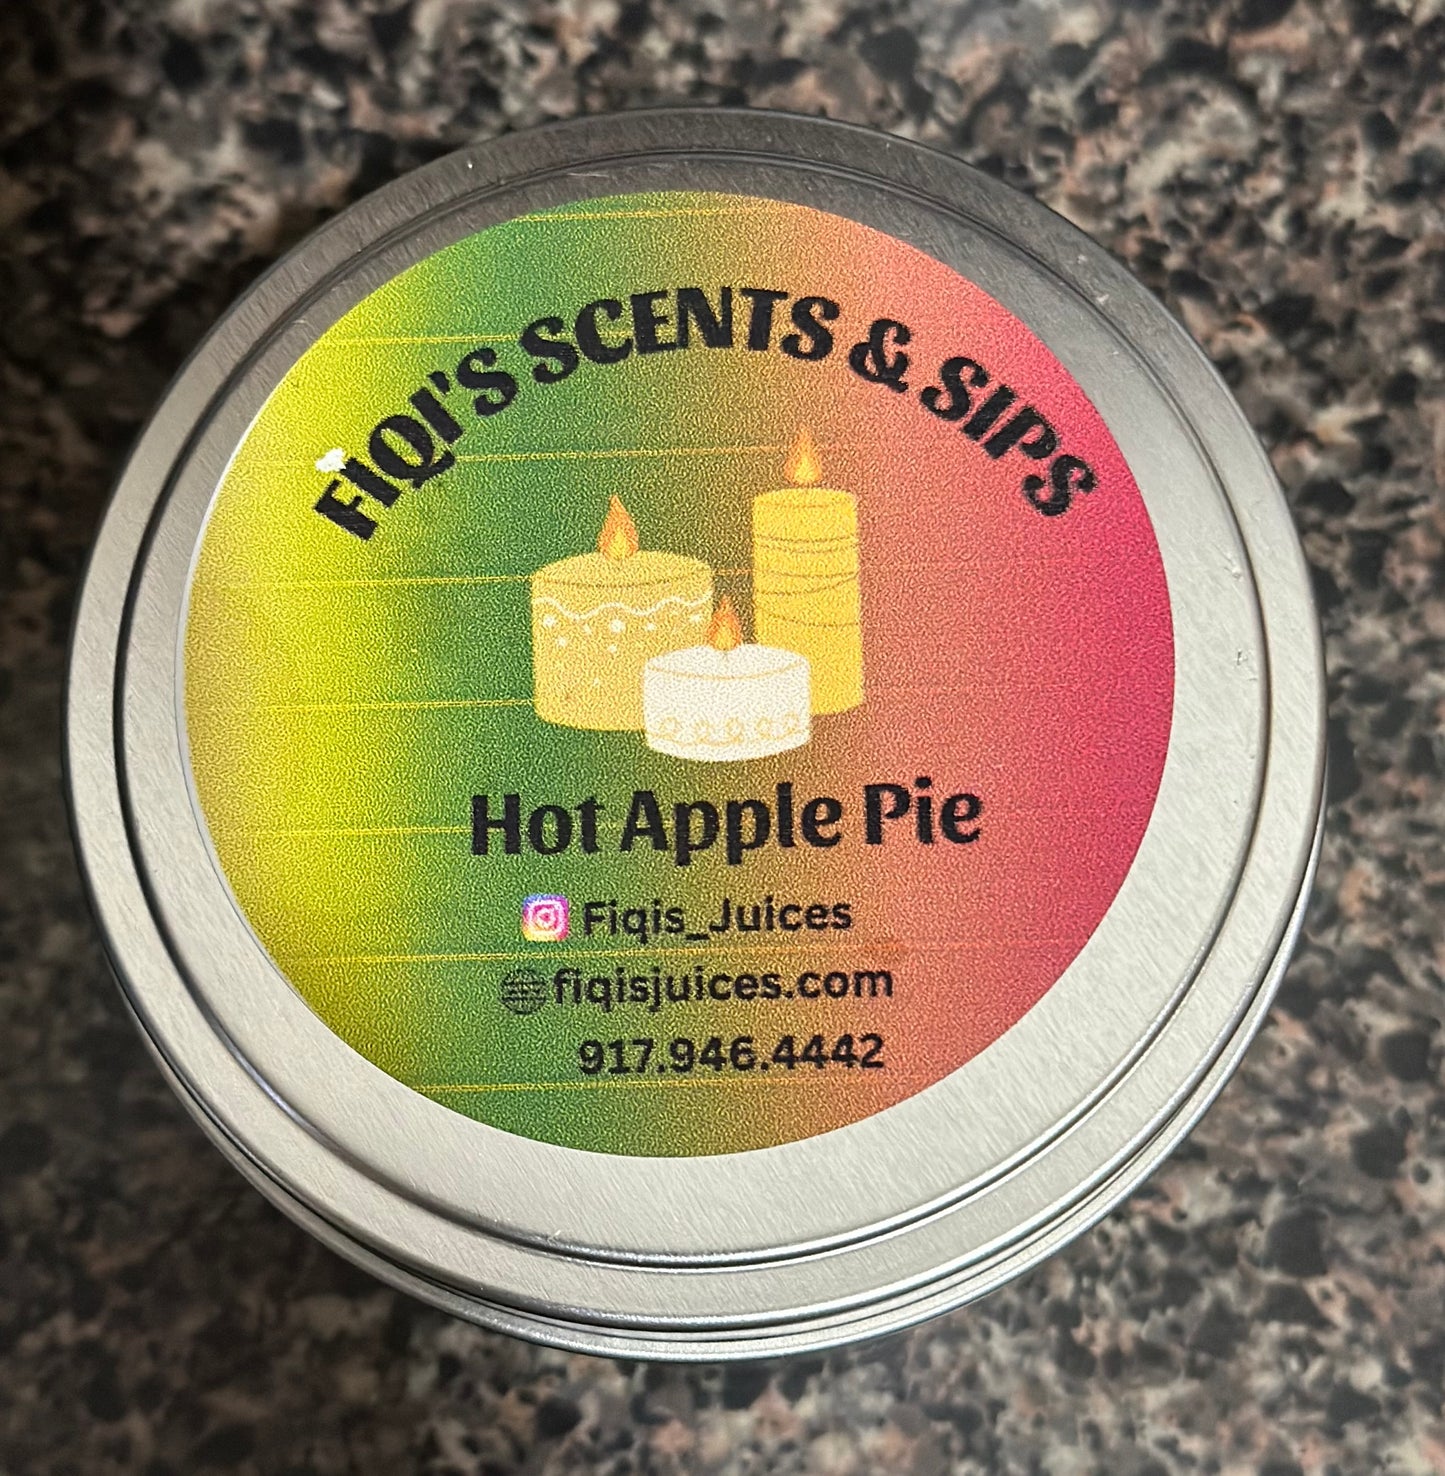 FiQI'S SCENTS & SIPS
Hot Apple Pie
Fiqis_Juices
fiqisjuices.com
917.946.4442